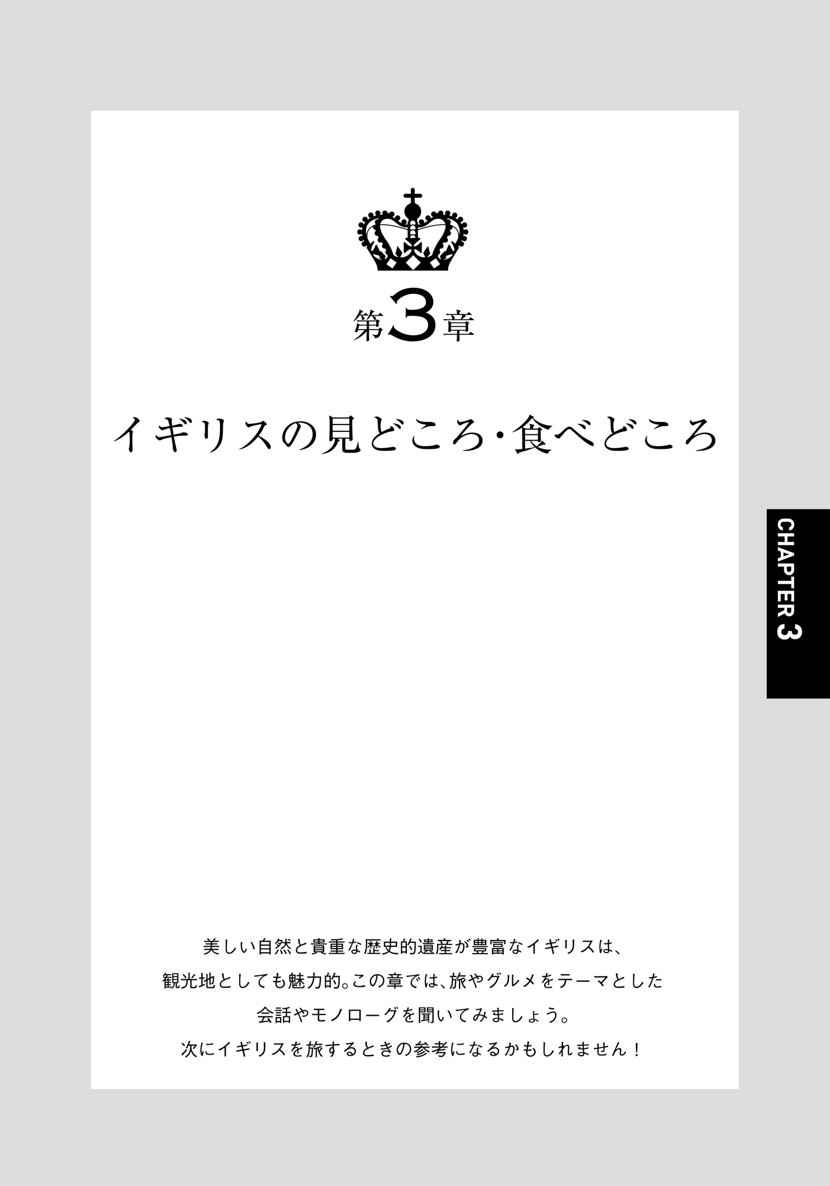 第3章
イギリスの見どころ・食べどころ
CHAPTER 3
美しい自然と貴重な歴史的遺産が豊富なイギリスは、
観光地としても魅力的。この章では、旅やグルメをテーマとした
会話やモノローグを聞いてみましょう。
次にイギリスを旅するときの参考になるかもしれません！